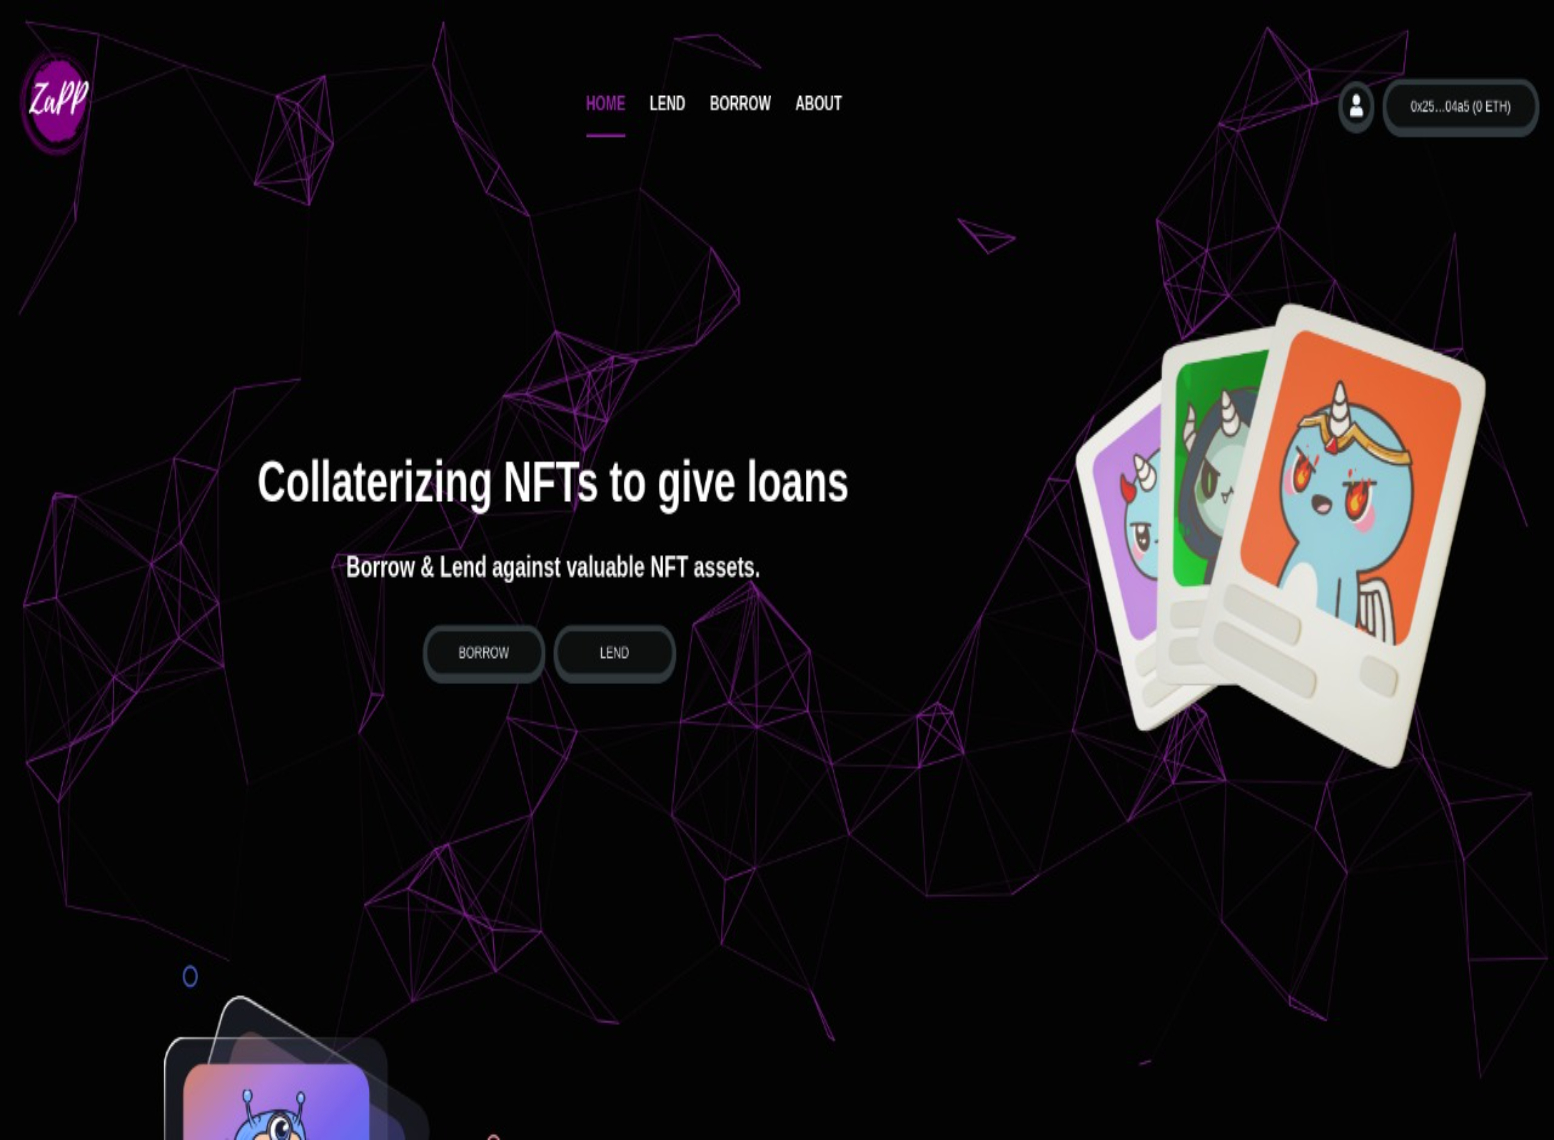 ZaPP
HOME LEND BORROW ABOUT
0x25...04a5 (0 ETH)
Collaterizing NFTs to give loans
Borrow & Lend against valuable NFT assets.
BORROW LEND